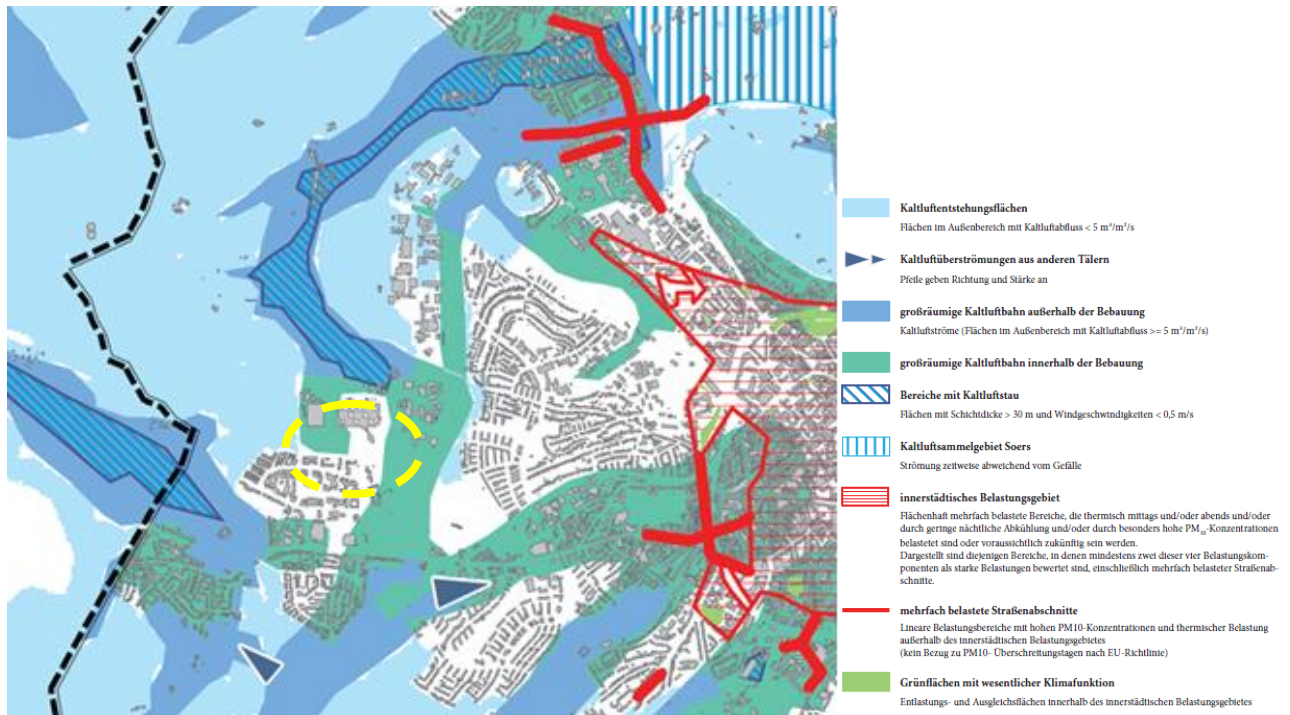 Kaltluftentstehungsflächen
Flächen im Außenbereich mit Kaltluftabfluss < 5 m³/m³/s
Kaltluftüberströmungen aus anderen Tälern
Pfeile geben Richtung und Stärke an
großräumige Kaltluftbahn außerhalb der Bebauung
Kaltluftströme (Flächen im Außenbereich mit Kaltluftabfluss >= 5 m³/m³/s)
großräumige Kaltluftbahn innerhalb der Bebauung
Bereiche mit Kaltluftstau
Flächen mit Schichtdicke > 30 m und Windgeschwindigkeiten < 0,5 m/s
Kaltluftsammelgebiet Soers
Strömung zeitweise abweichend vom Gefälle
innerstädtisches Belastungsgebiet
Flächenhaft mehrfach belastete Bereiche, die thermisch mittags und/oder abends und/oder
durch geringe nächtliche Abkühlung und/oder durch besonders hohe PM₁₀-Konzentrationen
belastetet sind oder voraussichtlich zukünftig sein werden.
Dargestellt sind diejenigen Bereiche, in denen mindestens zwei dieser vier Belastungskom-
ponenten als starke Belastungen bewertet sind, einschließlich mehrfach belasteter Straßenab-
schnitte.
mehrfach belastete Straßenabschnitte
Lineare Belastungsbereiche mit hohen PM10-Konzentrationen und thermischer Belastung
außerhalb des innerstädtischen Belastungsgebietes
(kein Bezug zu PM10- Überschreitungstagen nach EU-Richtlinie)
Grünflächen mit wesentlicher Klimafunktion
Entlastungs- und Ausgleichsflächen innerhalb des innerstädtischen Belastungsgebietes